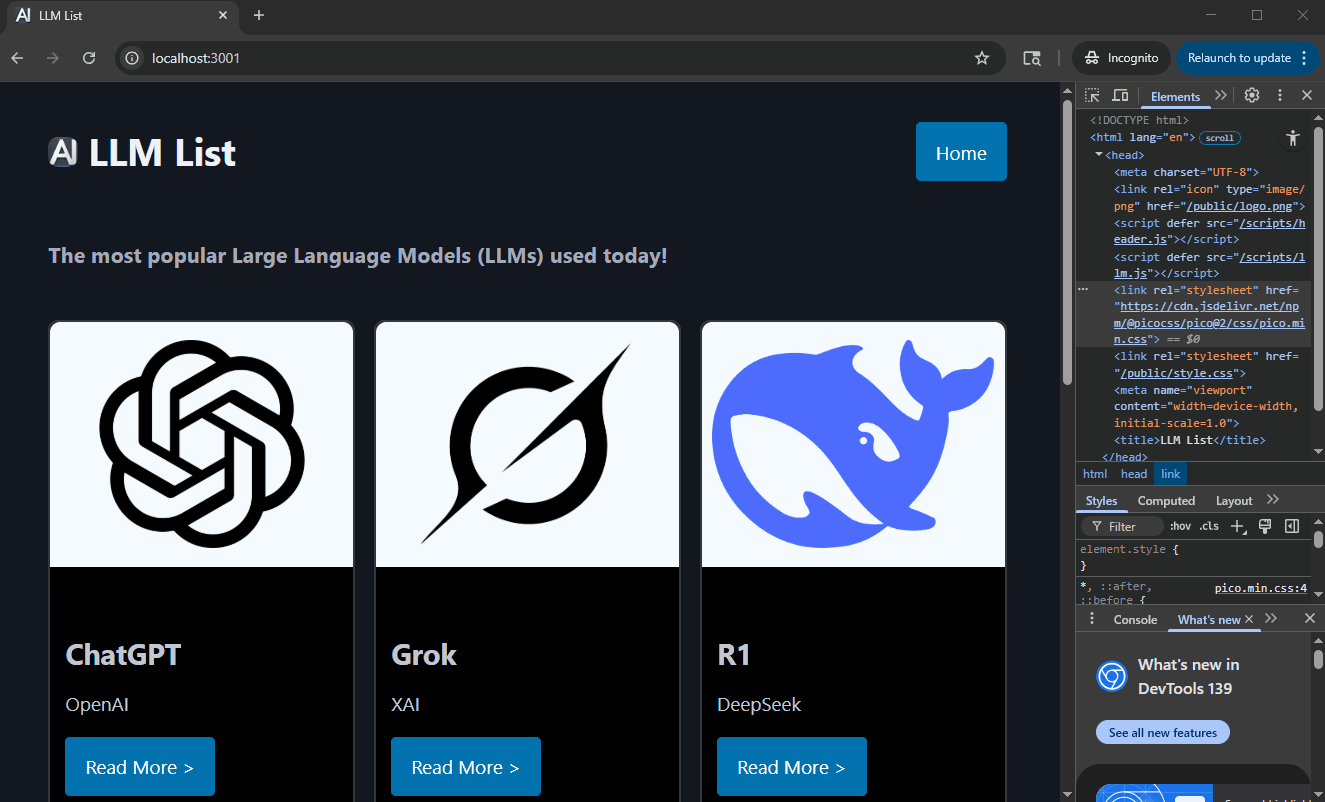 AI LLM List
localhost:3001
Incognito
Relaunch to update
AI LLM List
Home
The most popular Large Language Models (LLMs) used today!
ChatGPT
OpenAI
Read More >
Grok
XAI
Read More >
R1
DeepSeek
Read More >
Elements
<!DOCTYPE html>
<html lang="en"> scroll
<head>
<meta charset="UTF-8">
<link rel="icon" type="image/
png" href="/public/logo.png">
<script defer src="/scripts/h
eader.js"></script>
<script defer src="/scripts/l
lm.js"></script>
<link rel="stylesheet" href=
"https://cdn.jsdelivr.net/np
m/@picocss/pico@2/css/pico.mi
n.css"> == $0
<link rel="stylesheet" href=
"/public/style.css">
<meta name="viewport"
content="width=device-width,
initial-scale=1.0">
<title>LLM List</title>
</head>
html head link
Styles Computed Layout
Filter :hov .cls
element.style {
}
*, ::after, pico.min.css:4
::before {
Console What's new
What's new in
DevTools 139
See all new features